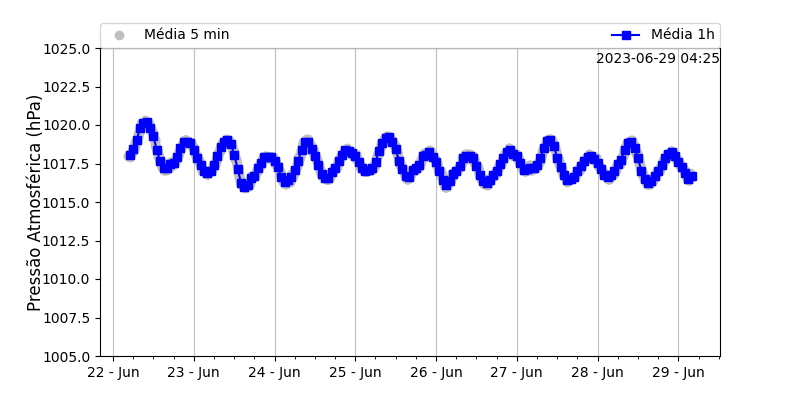 Média 5 min
Média 1h
2023-06-29 04:25
Pressão Atmosférica (hPa)
1025.0
1022.5
1020.0
1017.5
1015.0
1012.5
1010.0
1007.5
1005.0
22 - Jun
23 - Jun
24 - Jun
25 - Jun
26 - Jun
27 - Jun
28 - Jun
29 - Jun